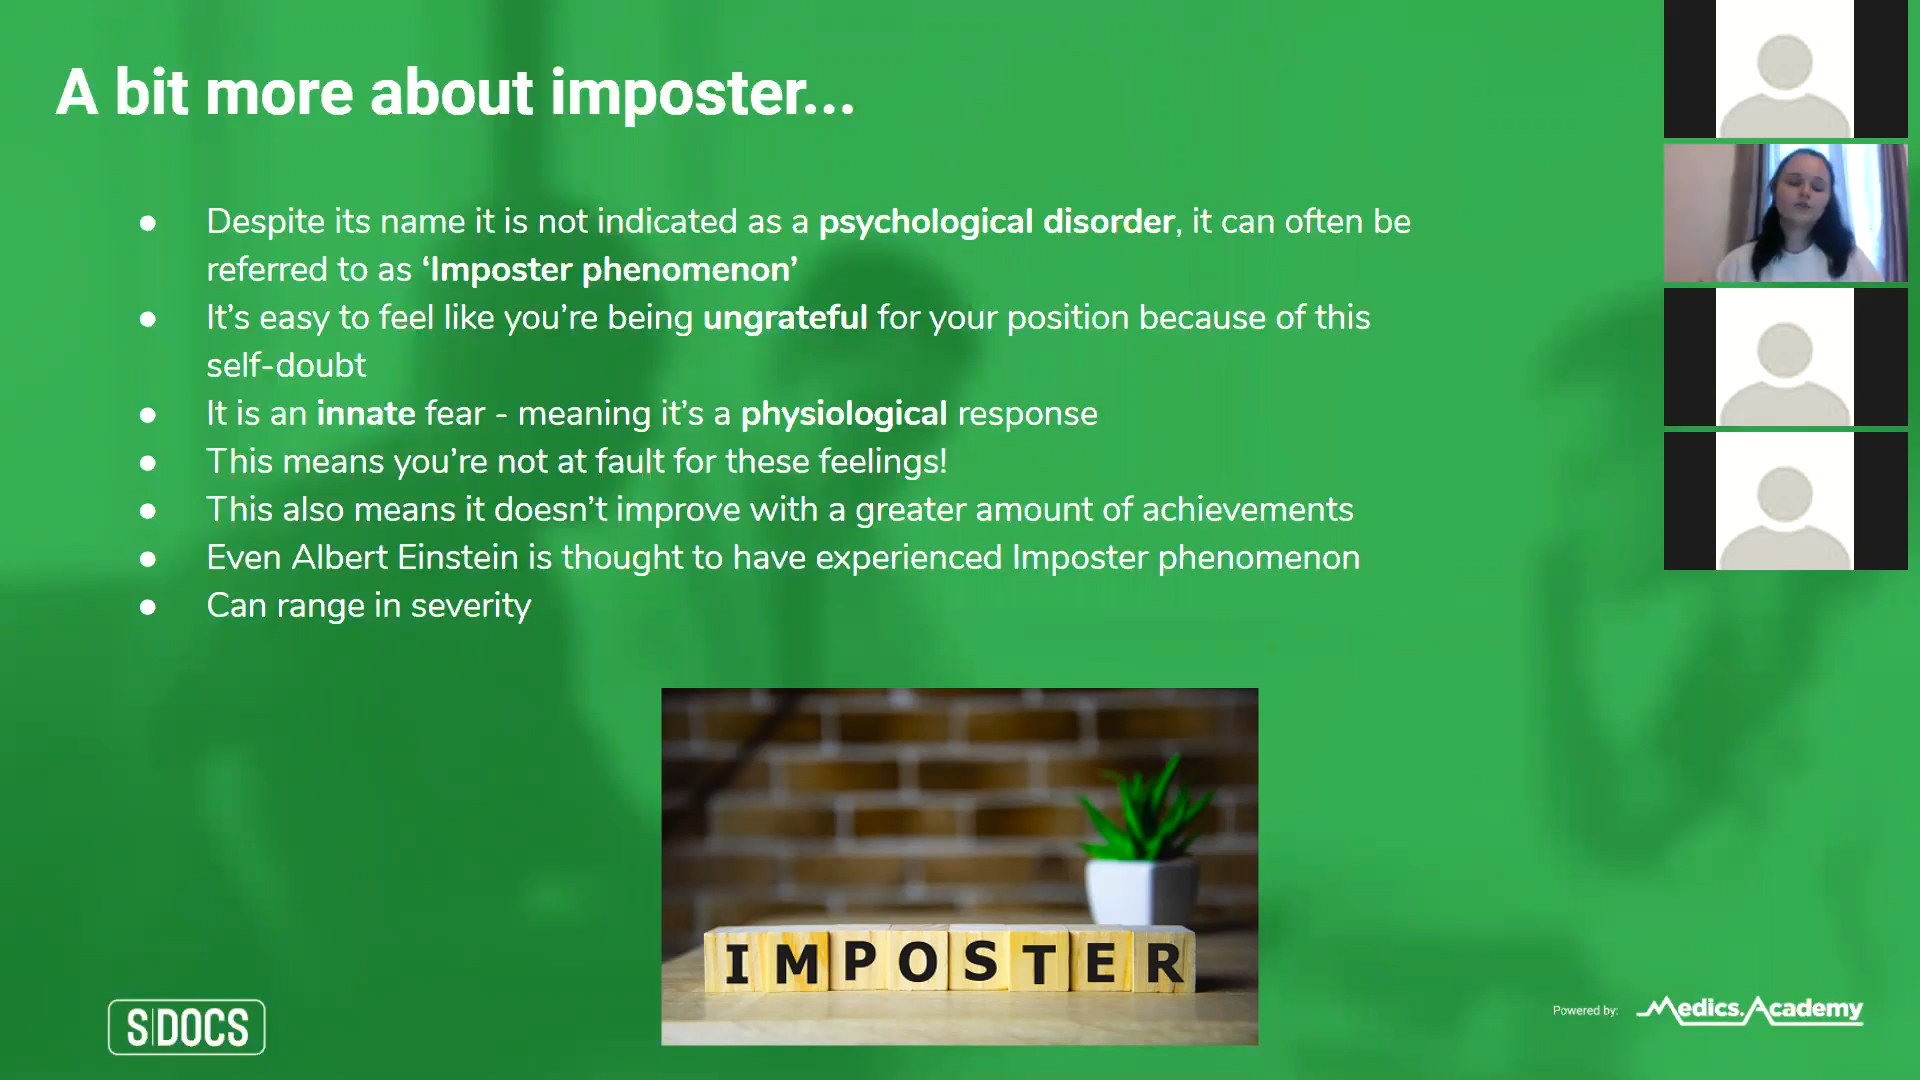 A bit more about imposter...
● Despite its name it is not indicated as a psychological disorder, it can often be
referred to as ‘Imposter phenomenon’
● It’s easy to feel like you’re being ungrateful for your position because of this
self-doubt
● It is an innate fear - meaning it’s a physiological response
● This means you’re not at fault for these feelings!
● This also means it doesn’t improve with a greater amount of achievements
● Even Albert Einstein is thought to have experienced Imposter phenomenon
● Can range in severity
IMPOSTER
S|DOCS
Powered by: Medics.Academy